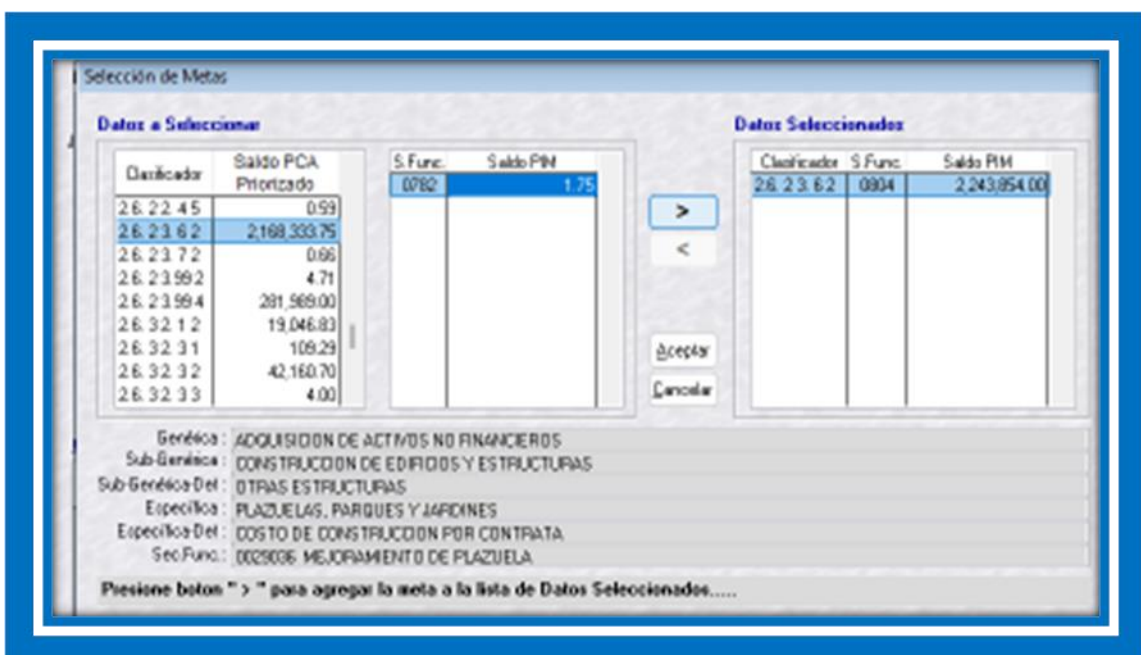 Selección de Metas
Datos a Seleccionar
Datos Seleccionados
Clasificador Saldo PCA Priorizado
S.Func. Saldo PIM
Clasificador S.Func. Saldo PIM
2.6. 2 2. 4 5 0.59
2.6. 2 3. 6 2 2,168,333.75
2.6. 2 3. 7 2 0.66
2.6. 2 3.99 2 4.71
2.6. 2 3.99 4 281,989.00
2.6. 3 2. 1 2 19,046.83
2.6. 3 2. 3 1 109.29
2.6. 3 2. 3 2 42,160.70
2.6. 3 2. 3 3 4.00
0782 1.75
>
<
Aceptar
Cancelar
2.6. 2 3. 6 2 0804 2,243,854.00
Genérica : ADQUISICION DE ACTIVOS NO FINANCIEROS
Sub-Genérica : CONSTRUCCION DE EDIFICIOS Y ESTRUCTURAS
Sub-Genérica-Det : OTRAS ESTRUCTURAS
Específica : PLAZUELAS, PARQUES Y JARDINES
Específica-Det : COSTO DE CONSTRUCCION POR CONTRATA
Sec.Func.: 0029036 MEJORAMIENTO DE PLAZUELA
Presione boton " > " para agregar la meta a la lista de Datos Seleccionados.....